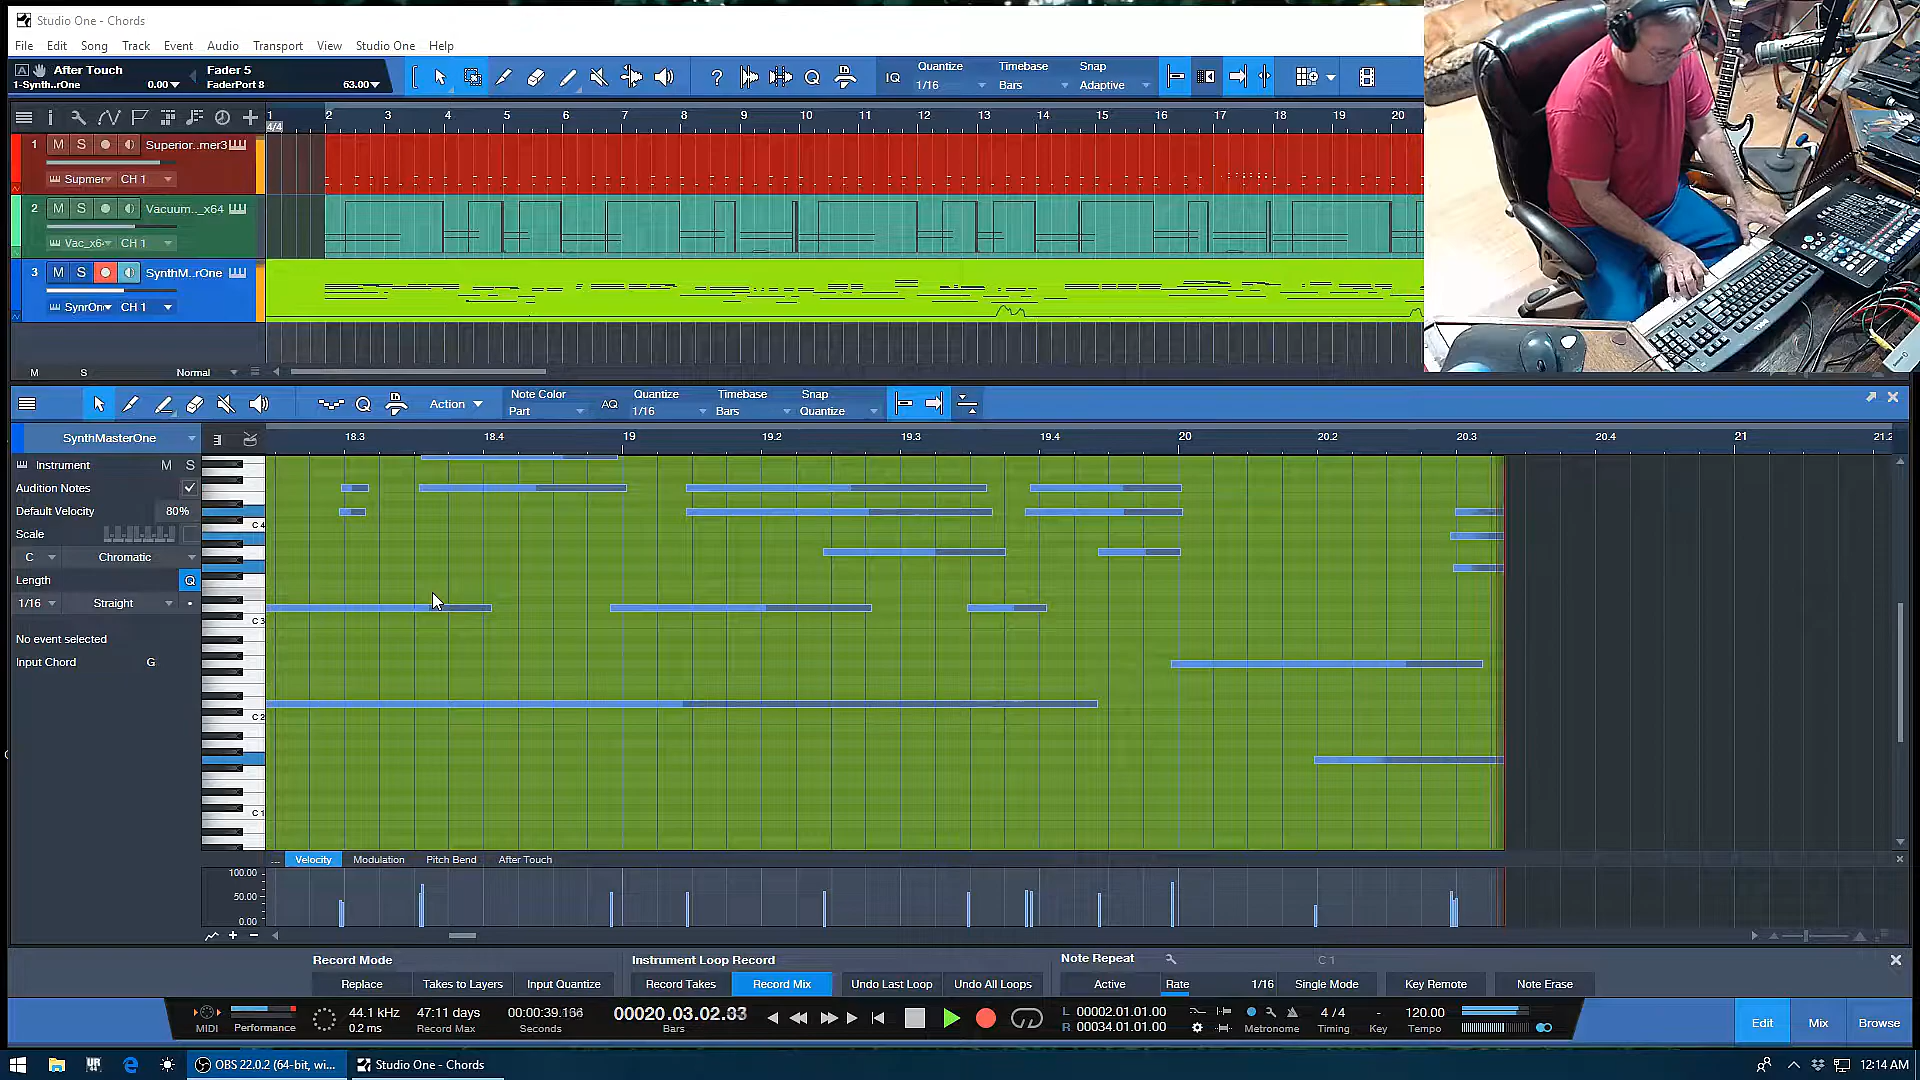 Studio One - Chords
File Edit Song Track Event Audio Transport View Studio One Help
After Touch Fader 5
1-Synth..rOne 0.00 FaderPort 8 63.00
Quantize Timebase Snap
IQ 1/16 Bars Adaptive
1 2 3 4 5 6 7 8 9 10 11 12 13 14 15 16 17 18 19 20
4/4
1 M S Superior...mer3
Supmer CH 1
2 M S Vacuum..._x64
Vac_x6 CH 1
3 M S SynthM..rOne
SynrOn CH 1
M S Normal
Action Note Color Part AQ Quantize 1/16 Timebase Bars Snap Quantize
SynthMasterOne 18.3 18.4 19 19.2 19.3 19.4 20 20.2 20.3 20.4 21 21.2
Instrument M S
Audition Notes
Default Velocity 80%
C 4
Scale
C Chromatic
Length Q
1/16 Straight
C 3
No event selected
Input Chord G
C 2
C 1
... Velocity Modulation Pitch Bend After Touch
100.00
50.00
0.00
Record Mode Instrument Loop Record Note Repeat C 1
Replace Takes to Layers Input Quantize Record Takes Record Mix Undo Last Loop Undo All Loops Active Rate 1/16 Single Mode Key Remote Note Erase
44.1 kHz 47:11 days 00:00:39.166 00020.03.02.33 L 00002.01.01.00 4 / 4 - 120.00
MIDI Performance 0.2 ms Record Max Seconds Bars R 00034.01.01.00 Metronome Timing Key Tempo
Edit Mix Browse
OBS 22.0.2 (64-bit, wi... Studio One - Chords 12:14 AM